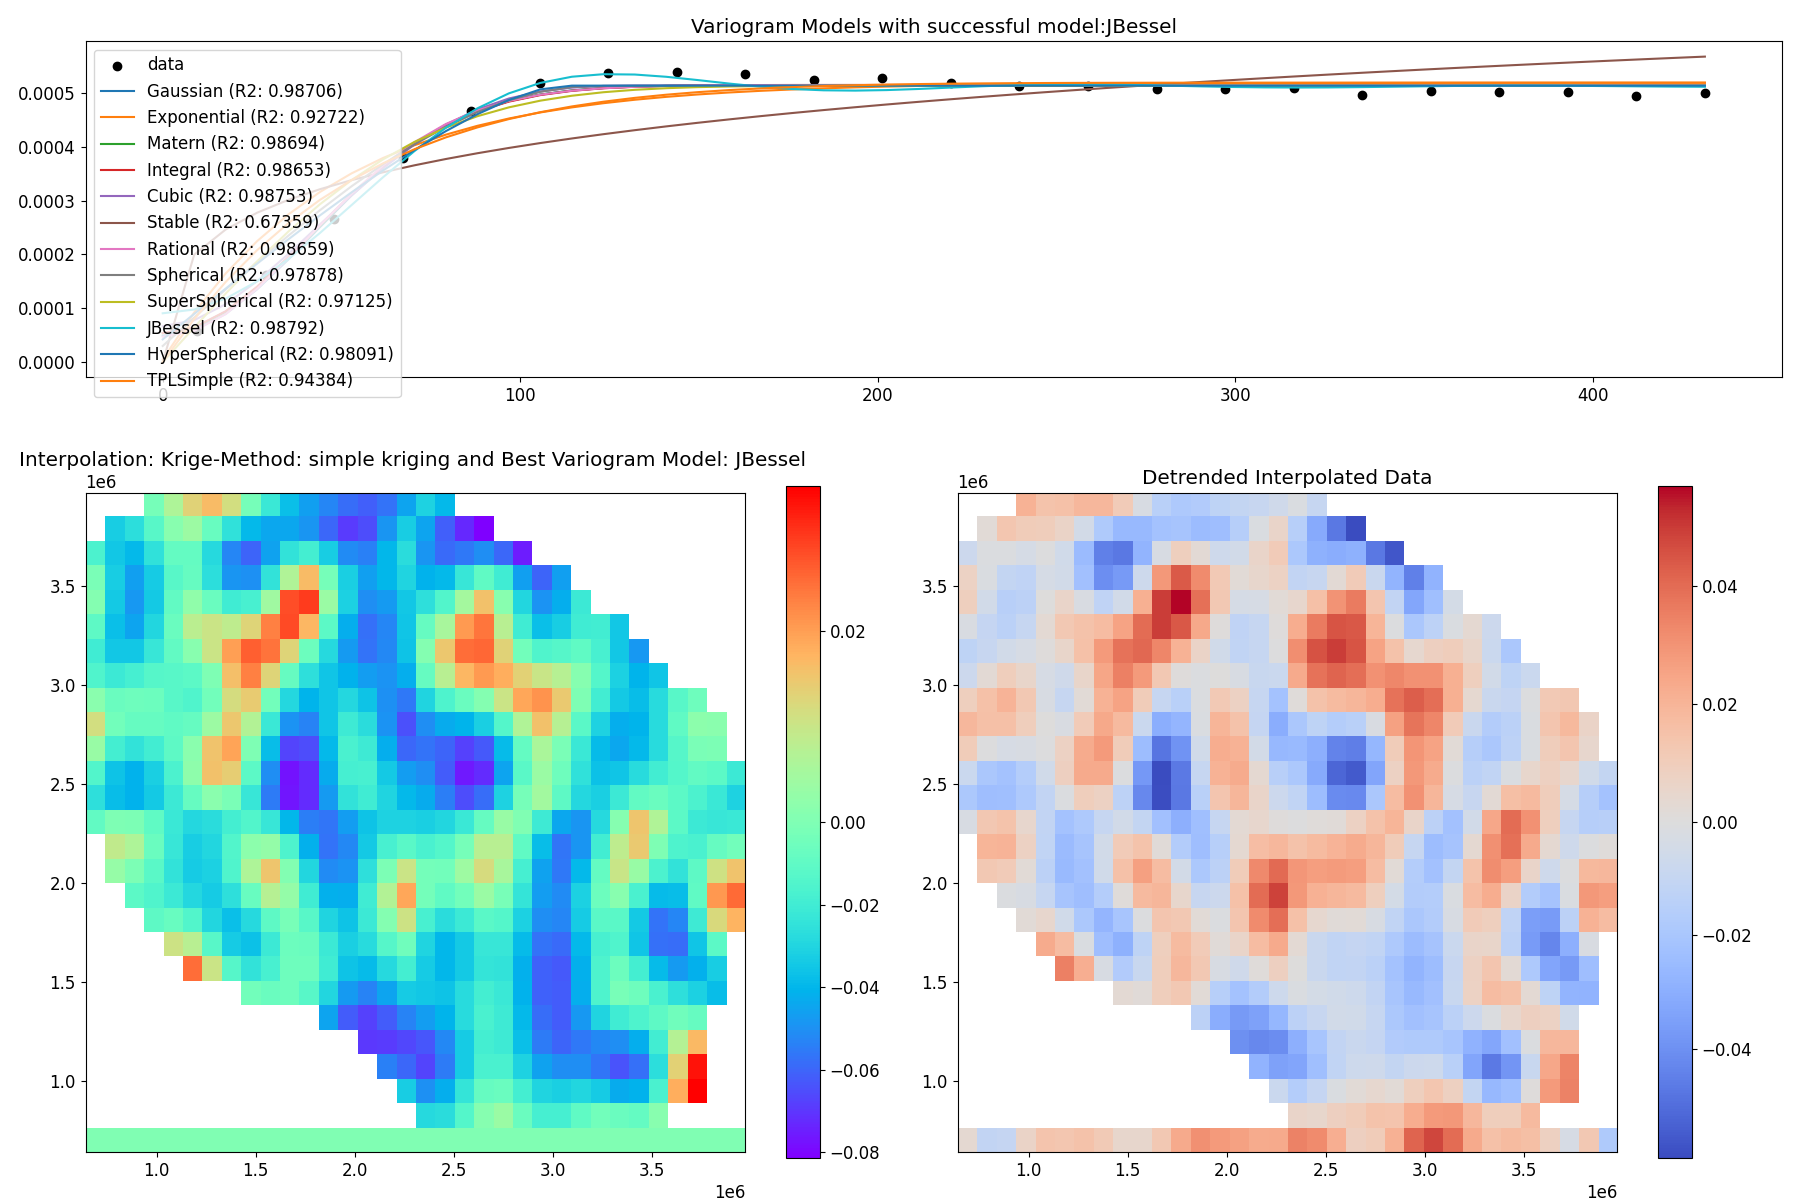 Variogram Models with successful model:JBessel
data
Gaussian (R2: 0.98706)
Exponential (R2: 0.92722)
Matern (R2: 0.98694)
Integral (R2: 0.98653)
Cubic (R2: 0.98753)
Stable (R2: 0.67359)
Rational (R2: 0.98659)
Spherical (R2: 0.97878)
SuperSpherical (R2: 0.97125)
JBessel (R2: 0.98792)
HyperSpherical (R2: 0.98091)
TPLSimple (R2: 0.94384)
0.0005
0.0004
0.0003
0.0002
0.0001
0.0000
0 100 200 300 400
Interpolation: Krige-Method: simple kriging and Best Variogram Model: JBessel
1e6
3.5
3.0
2.5
2.0
1.5
1.0
1.0 1.5 2.0 2.5 3.0 3.5
1e6
0.02
0.00
−0.02
−0.04
−0.06
−0.08
Detrended Interpolated Data
1e6
3.5
3.0
2.5
2.0
1.5
1.0
1.0 1.5 2.0 2.5 3.0 3.5
1e6
0.04
0.02
0.00
−0.02
−0.04